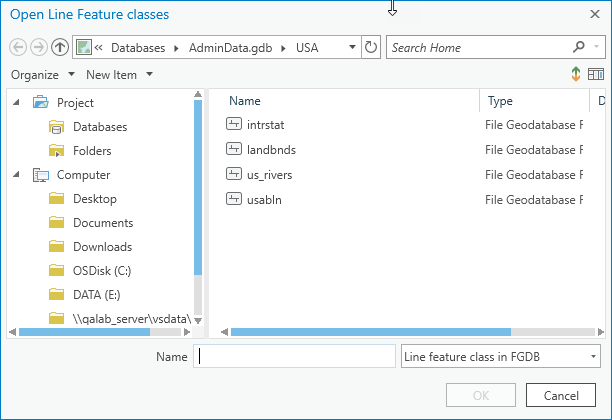 Open Line Feature classes
« Databases AdminData.gdb USA Search Home
Organize New Item
Project
Databases
Folders
Computer
Desktop
Documents
Downloads
OSDisk (C:)
DATA (E:)
\\qalab_server\vsdata\
Name Type D
intrstat File Geodatabase F
landbnds File Geodatabase F
us_rivers File Geodatabase F
usabln File Geodatabase F
Name Line feature class in FGDB
OK Cancel